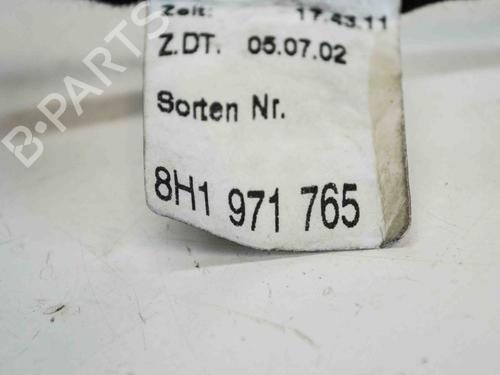 B-PARTS
Zeit: 17.43.11
Z.DT. 05.07.02
Sorten Nr.
8H1 971 765